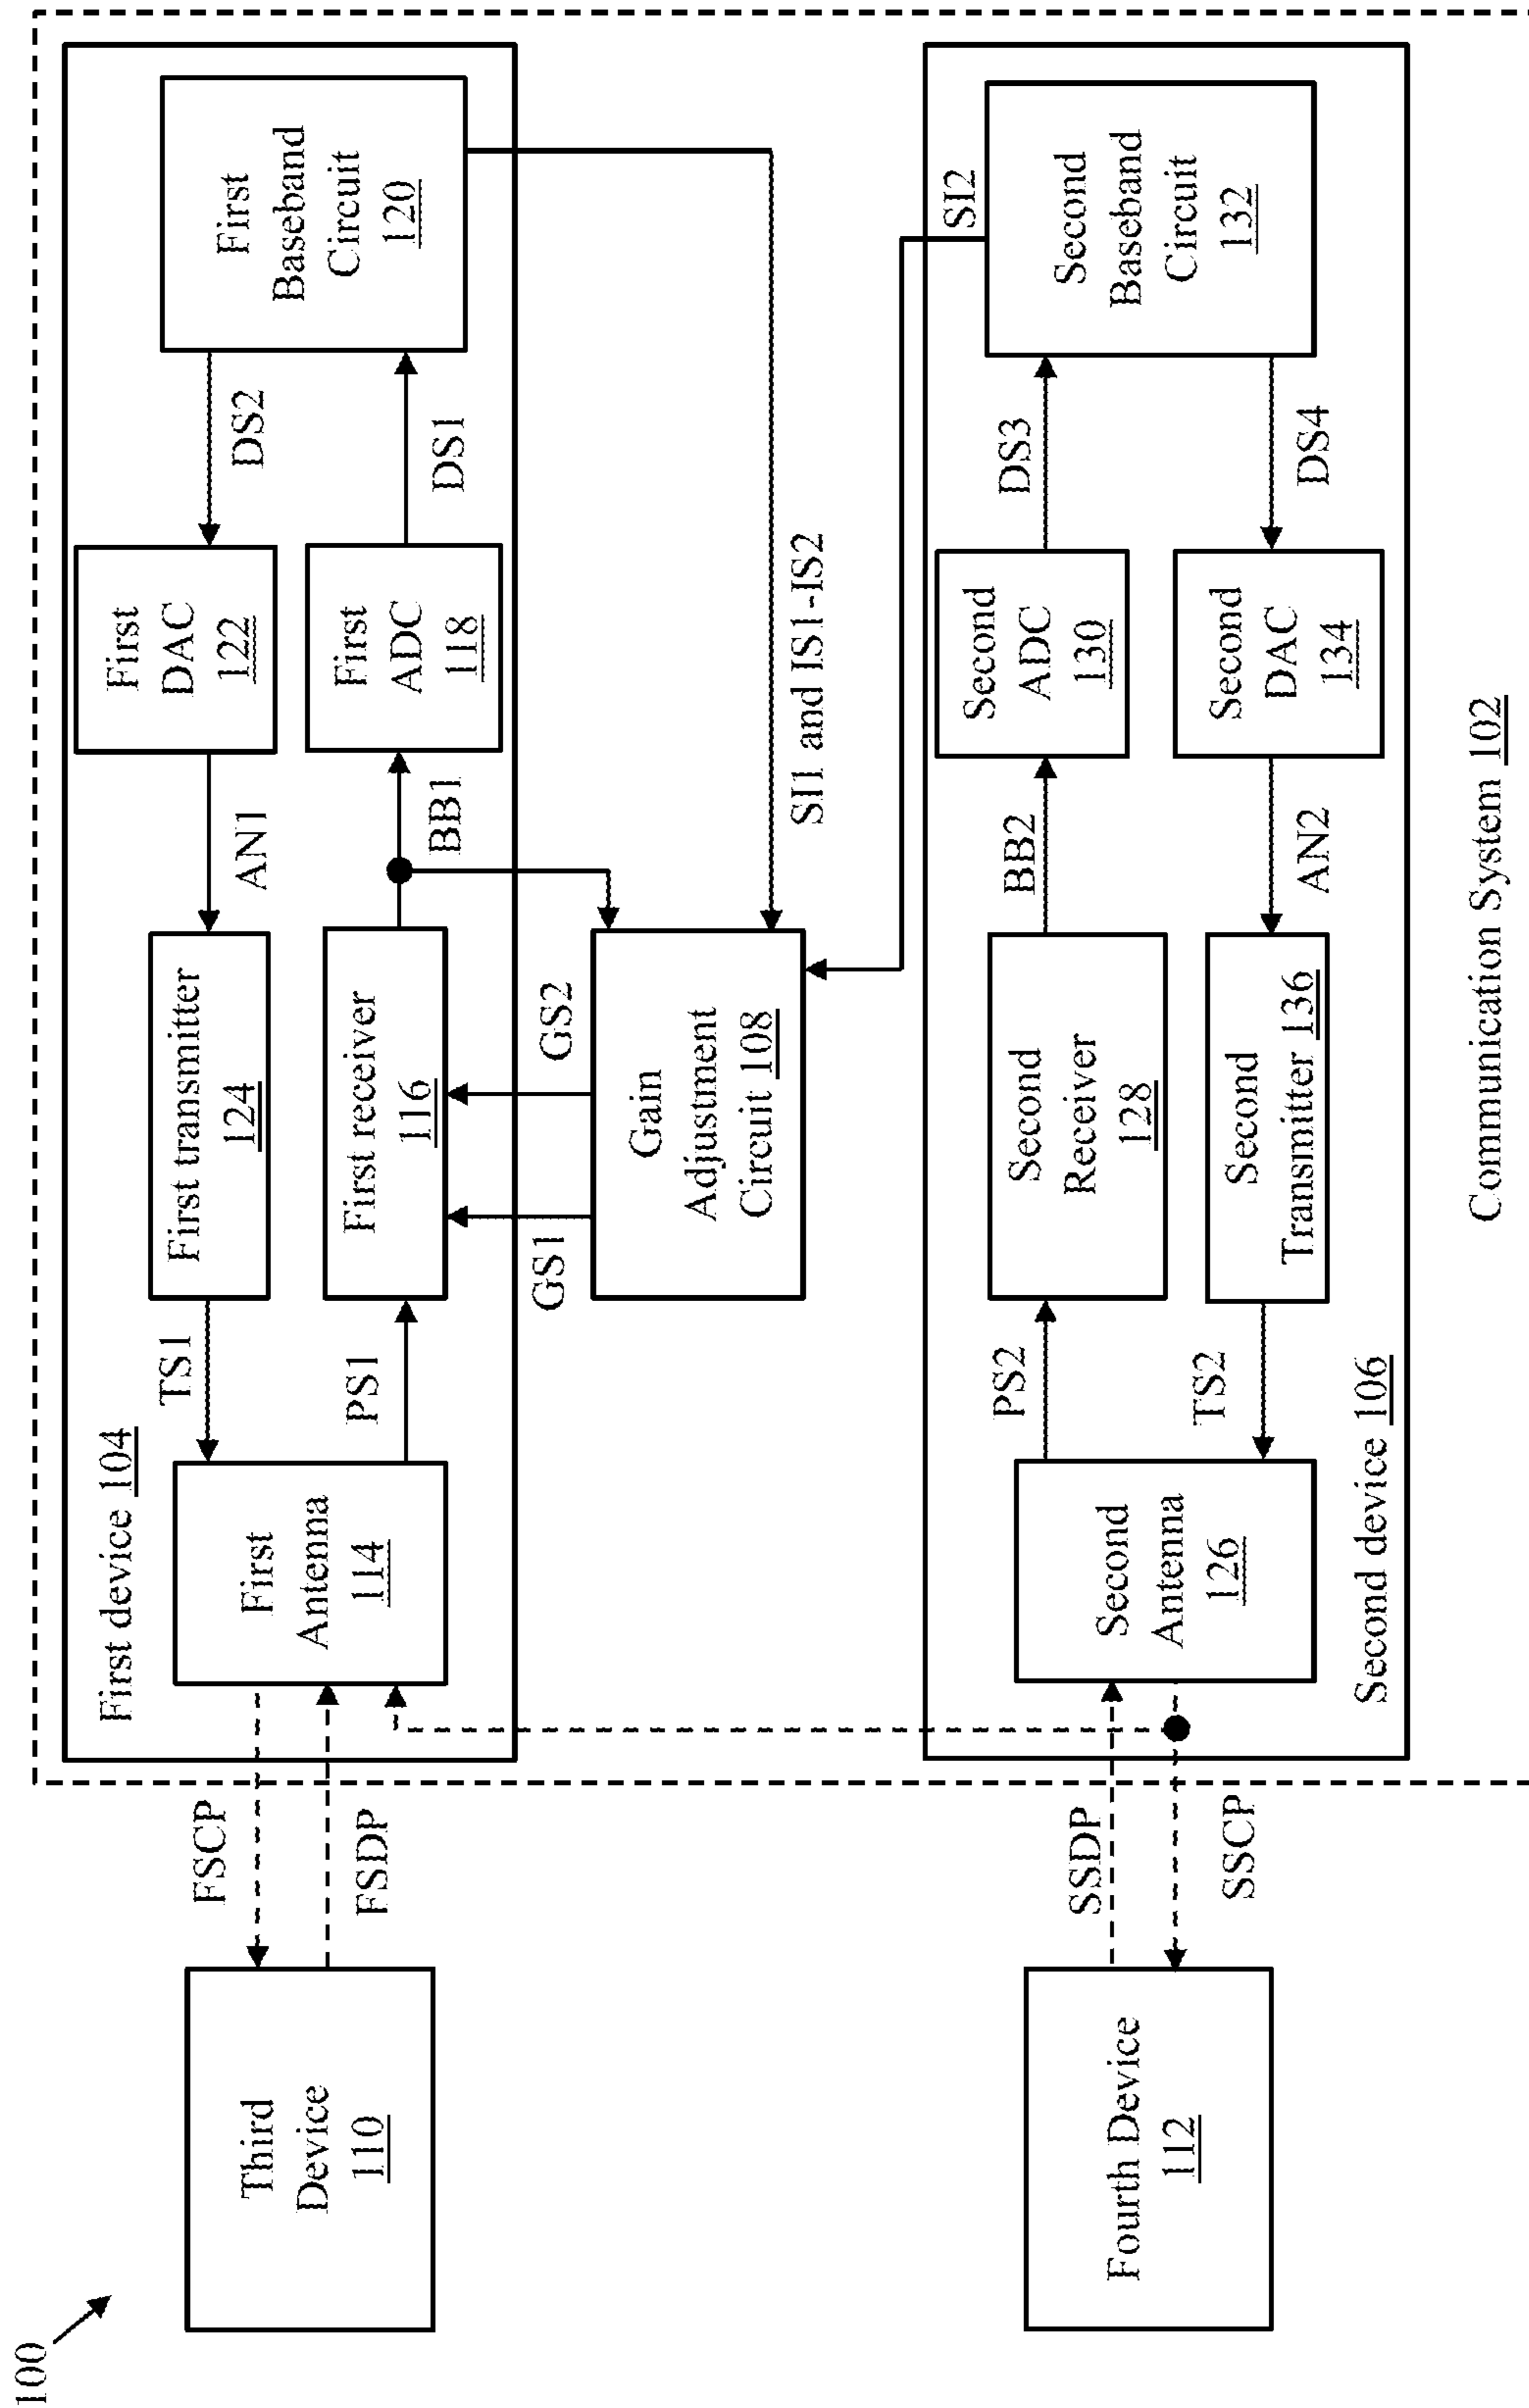 100
Third
Device
110
Fourth Device
112
FSCP
FSDP
SSDP
SSCP
First device 104
First
Antenna
114
TS1
PS1
First transmitter
124
First receiver
116
AN1
BB1
First
DAC
122
First
ADC
118
DS2
DS1
First
Baseband
Circuit
120
GS1
GS2
Gain
Adjustment
Circuit 108
SI1 and IS1-IS2
SI2
Second
Antenna
126
PS2
TS2
Second
Receiver
128
Second
Transmitter 136
BB2
AN2
Second
ADC
130
Second
DAC
134
DS3
DS4
Second
Baseband
Circuit
132
Second device 106
Communication System 102